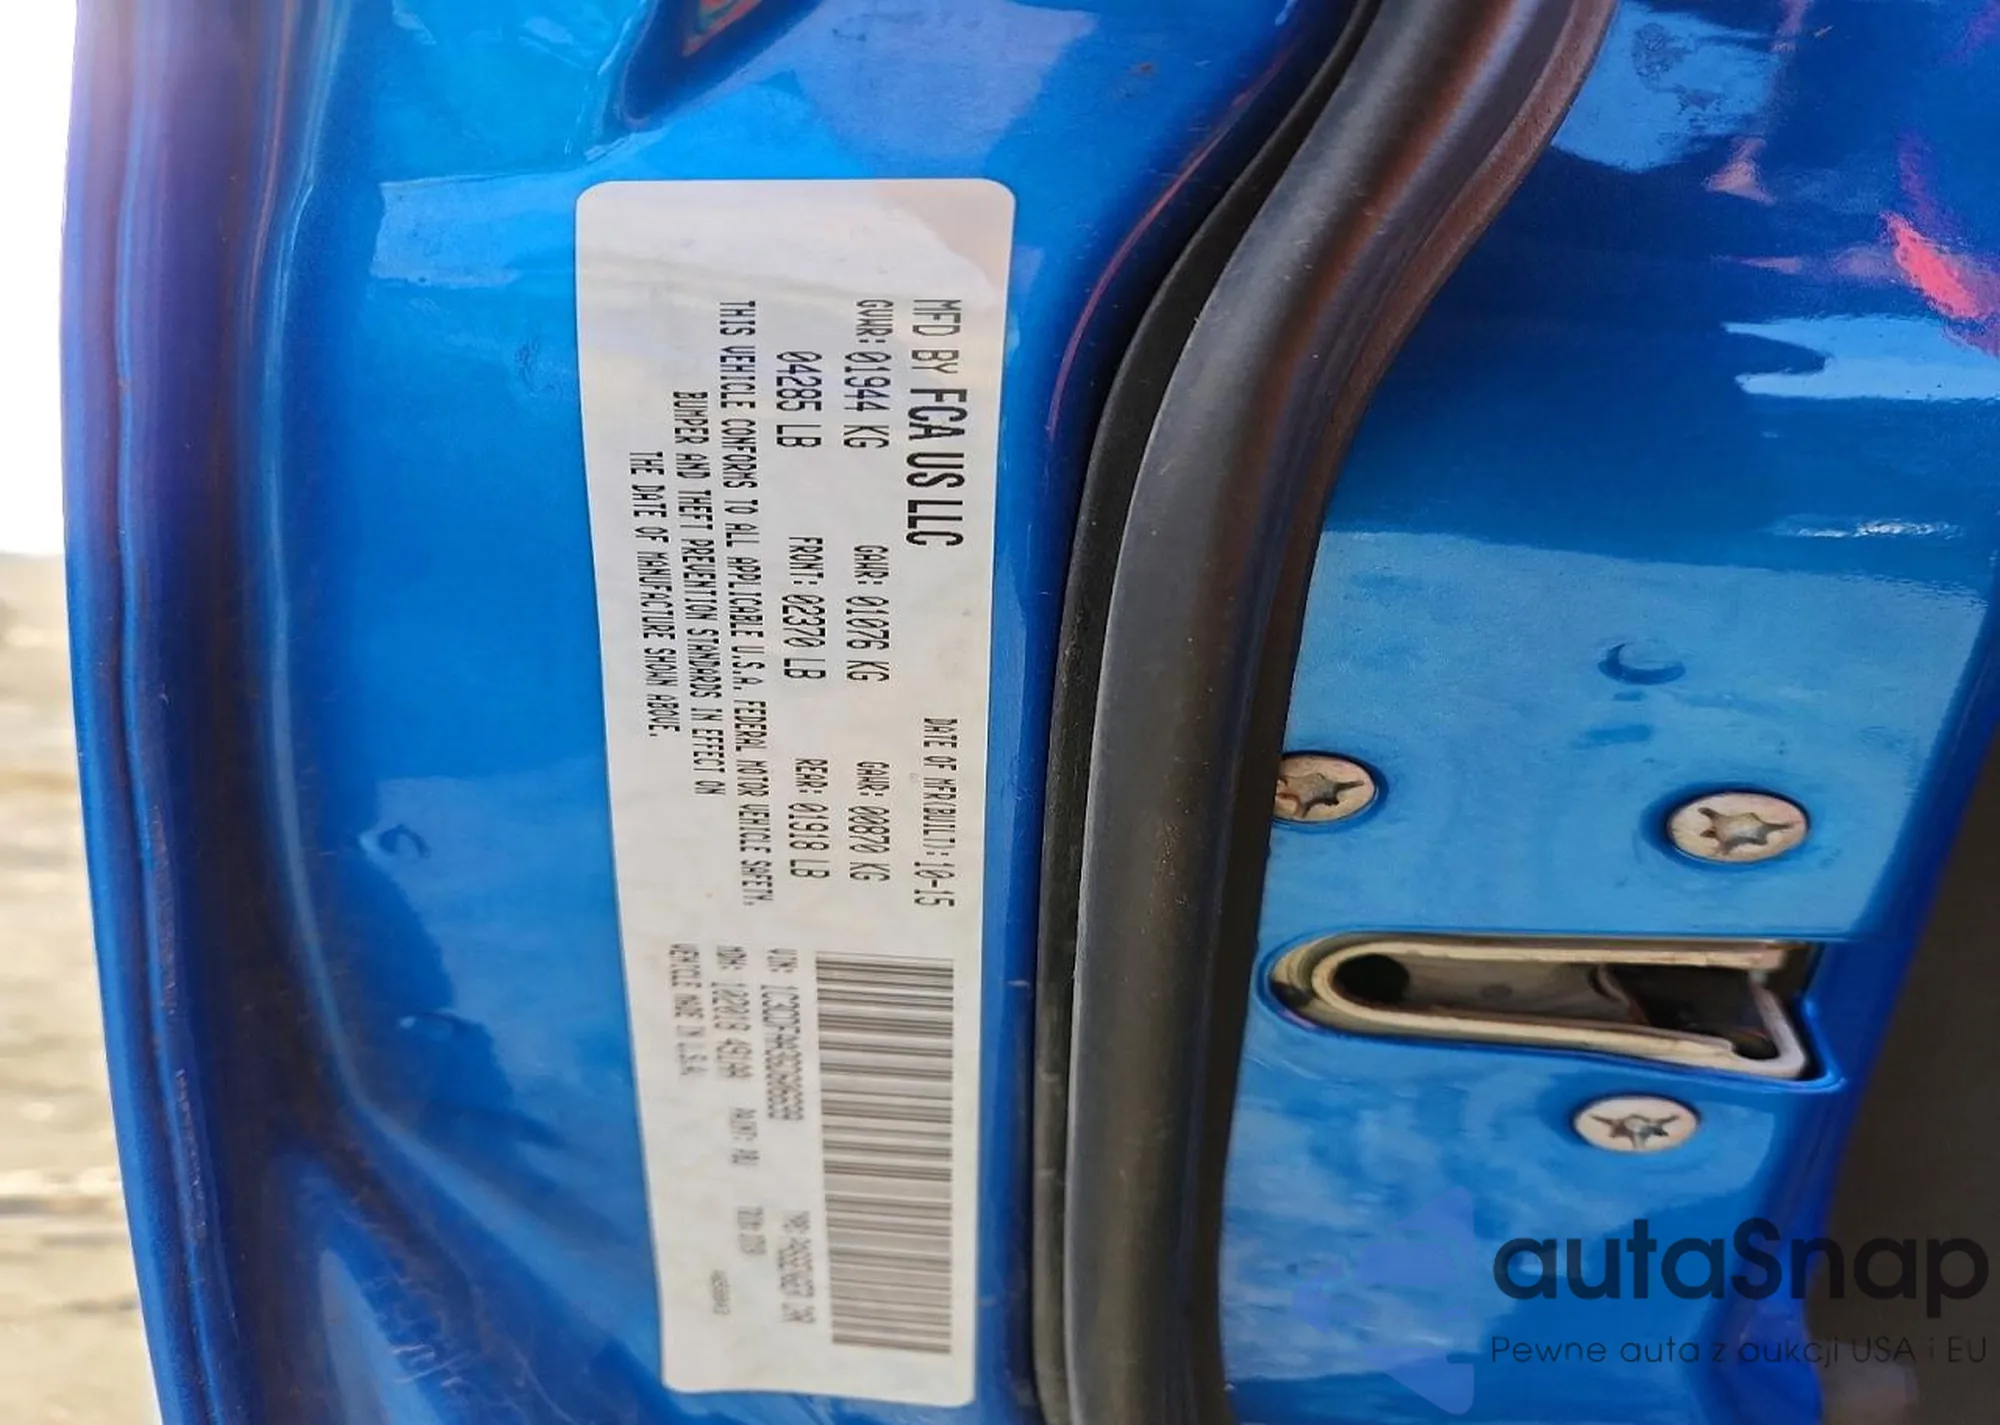 MFD BY FCA US LLC
DATE OF MFR(BUILT): 10-15
GVWR: 01944 KG
GAWR: 01076 KG
GAWR: 00870 KG
04285 LB
FRONT: 02370 LB
REAR: 01918 LB
THIS VEHICLE CONFORMS TO ALL APPLICABLE U.S.A. FEDERAL MOTOR VEHICLE SAFETY,
BUMPER AND THEFT PREVENTION STANDARDS IN EFFECT ON
THE DATE OF MANUFACTURE SHOWN ABOVE.
VIN:
MDH:
PAINT:
VEHICLE MADE IN U.S.A.
autaSnap
Pewne auta z aukcji USA i EU